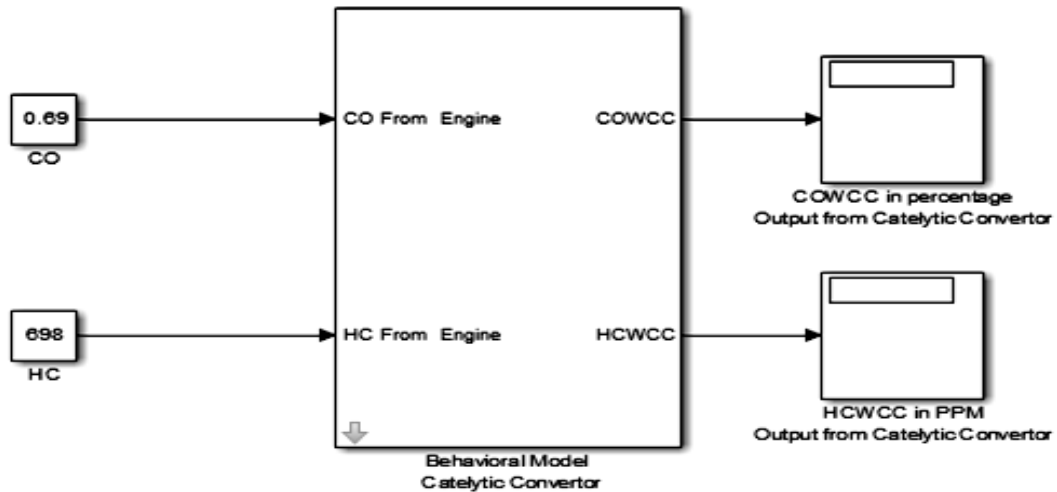 0.69
CO
CO From Engine
COWCC
COWCC in percentage
Output from Catelytic Convertor
698
HC
HC From Engine
HCWCC
HCWCC in PPM
Output from Catelytic Convertor
Behavioral Model
Catelytic Convertor